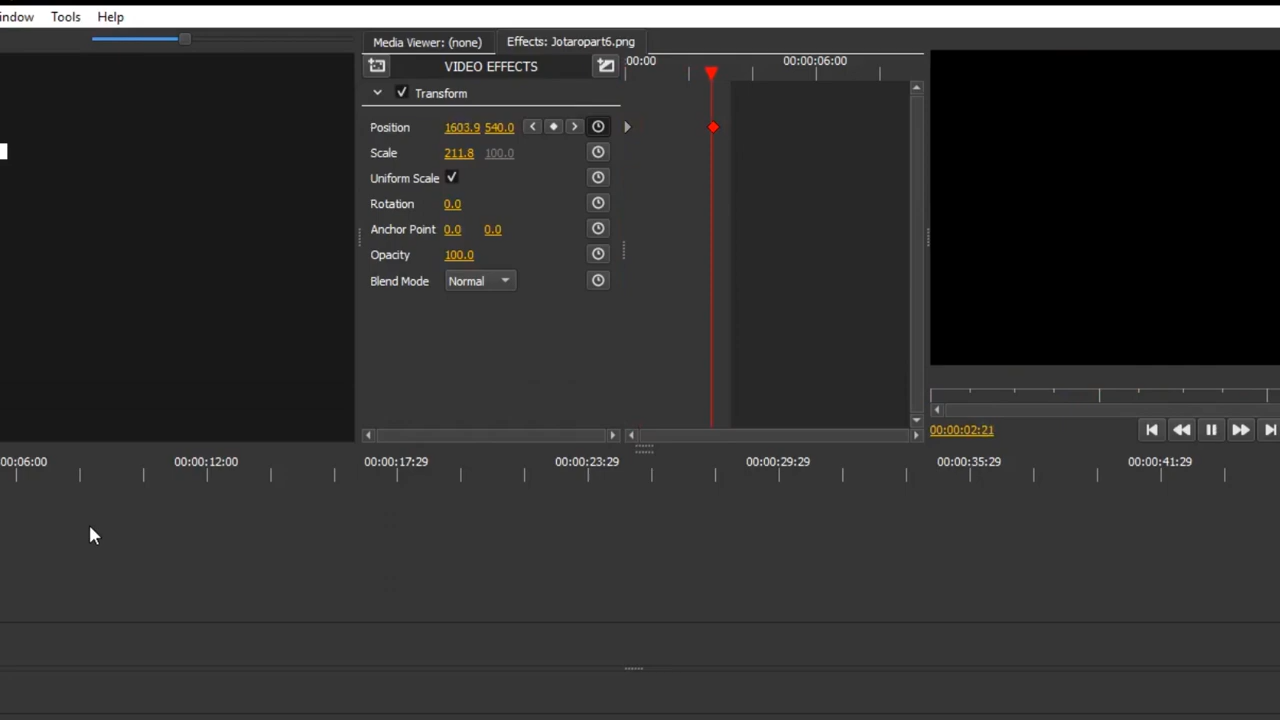 indow Tools Help
Media Viewer: (none) Effects: Jotaropart6.png
VIDEO EFFECTS
:00:00 00:00:06:00
Transform
Position 1603.9 540.0
Scale 211.8 100.0
Uniform Scale
Rotation 0.0
Anchor Point 0.0 0.0
Opacity 100.0
Blend Mode Normal
00:00:02:21
00:06:00 00:00:12:00 00:00:17:29 00:00:23:29 00:00:29:29 00:00:35:29 00:00:41:29